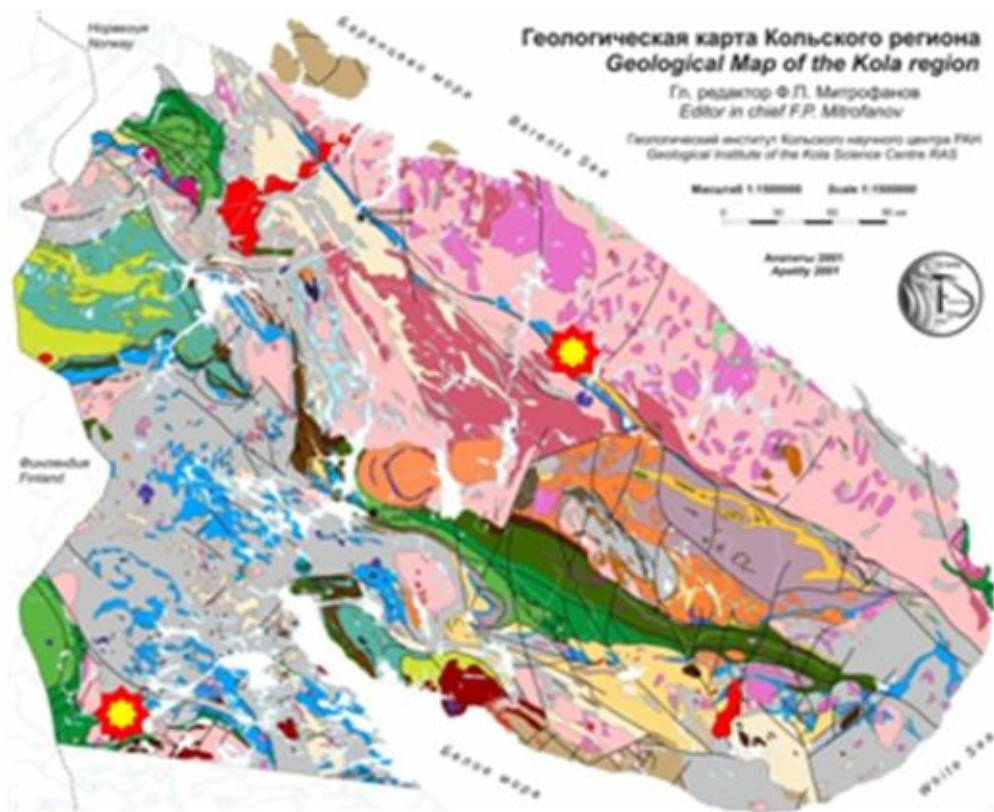 Норвегия
Norway
Баренцево море
Barents Sea
Геологическая карта Кольского региона
Geological Map of the Kola region
Гл. редактор Ф.П. Митрофанов
Editor in chief F.P. Mitrofanov
Геологический институт Кольского научного центра РАН
Geological Institute of the Kola Science Centre RAS
Масштаб 1:1500000 Scale 1:1500000
0
Апатиты 2001
Apatity 2001
Финляндия
Finland
Белое море
White Sea